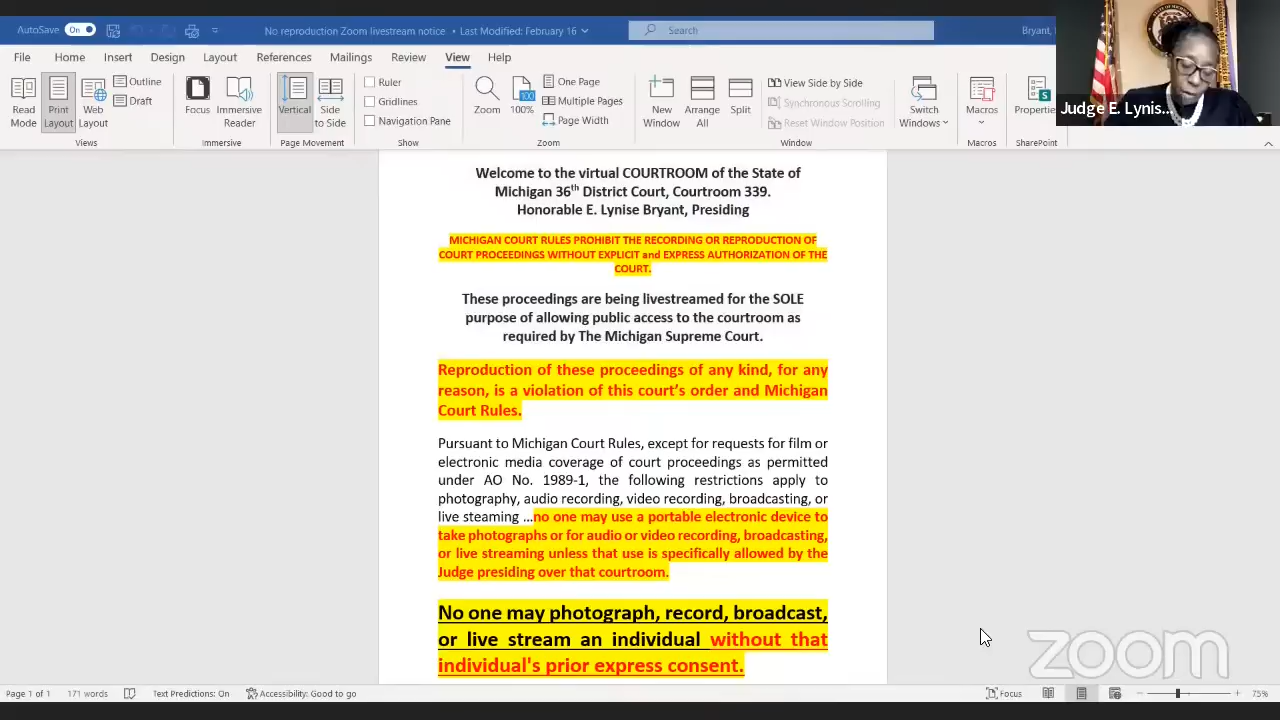 AutoSave On No reproduction Zoom livestream notice • Last Modified: February 16 Search Bryant,
File Home Insert Design Layout References Mailings Review View Help
Read Mode
Print Layout
Web Layout
Outline
Draft
Views
Focus
Immersive Reader
Immersive
Vertical
Side to Side
Page Movement
Ruler
Gridlines
Navigation Pane
Show
Zoom
100%
One Page
Multiple Pages
Page Width
Zoom
New Window
Arrange All
Split
View Side by Side
Synchronous Scrolling
Reset Window Position
Window
Switch Windows
Macros
Macros
Properties
SharePoint
Judge E. Lynis...
Welcome to the virtual COURTROOM of the State of
Michigan 36th District Court, Courtroom 339.
Honorable E. Lynise Bryant, Presiding
MICHIGAN COURT RULES PROHIBIT THE RECORDING OR REPRODUCTION OF
COURT PROCEEDINGS WITHOUT EXPLICIT and EXPRESS AUTHORIZATION OF THE
COURT.
These proceedings are being livestreamed for the SOLE
purpose of allowing public access to the courtroom as
required by The Michigan Supreme Court.
Reproduction of these proceedings of any kind, for any
reason, is a violation of this court's order and Michigan
Court Rules.
Pursuant to Michigan Court Rules, except for requests for film or
electronic media coverage of court proceedings as permitted
under AO No. 1989-1, the following restrictions apply to
photography, audio recording, video recording, broadcasting, or
live steaming ...no one may use a portable electronic device to
take photographs or for audio or video recording, broadcasting,
or live streaming unless that use is specifically allowed by the
Judge presiding over that courtroom.
No one may photograph, record, broadcast,
or live stream an individual without that
individual's prior express consent.
zoom
Page 1 of 1 171 words Text Predictions: On Accessibility: Good to go Focus 75%